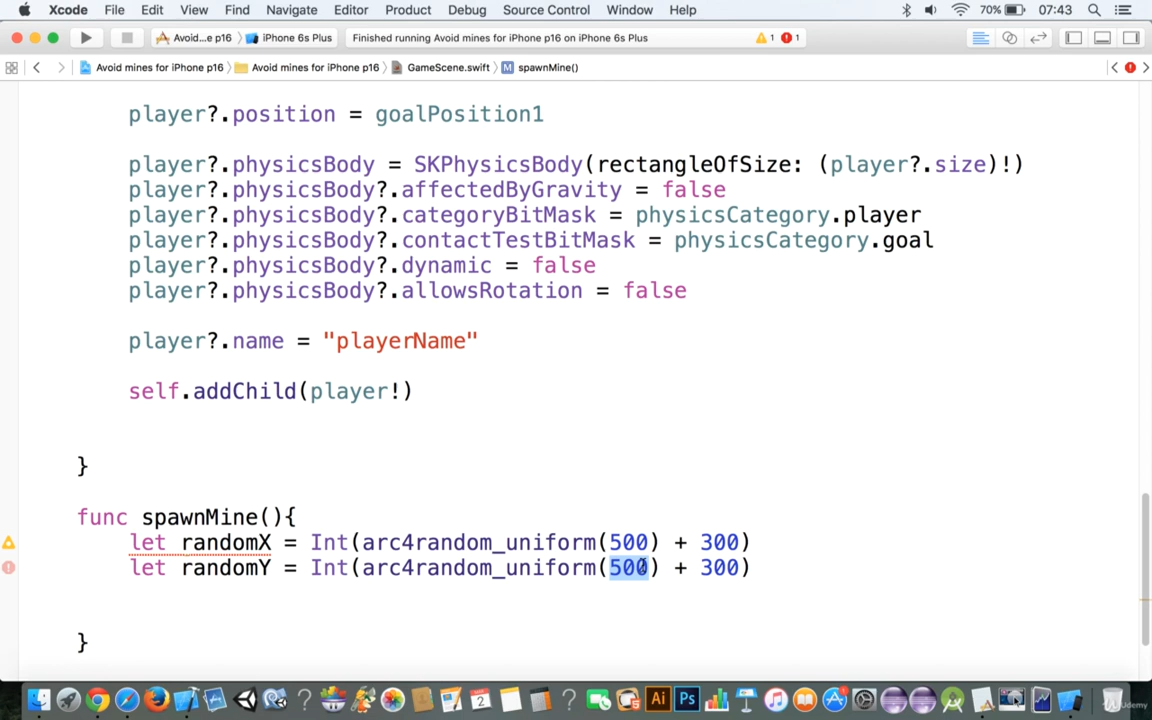 Xcode File Edit View Find Navigate Editor Product Debug Source Control Window Help 70% 07:43
Avoid...e p16 iPhone 6s Plus Finished running Avoid mines for iPhone p16 on iPhone 6s Plus 1 1
Avoid mines for iPhone p16 Avoid mines for iPhone p16 GameScene.swift M spawnMine()
player?.position = goalPosition1
player?.physicsBody = SKPhysicsBody(rectangleOfSize: (player?.size)!)
player?.physicsBody?.affectedByGravity = false
player?.physicsBody?.categoryBitMask = physicsCategory.player
player?.physicsBody?.contactTestBitMask = physicsCategory.goal
player?.physicsBody?.dynamic = false
player?.physicsBody?.allowsRotation = false
player?.name = "playerName"
self.addChild(player!)
}
func spawnMine(){
let randomX = Int(arc4random_uniform(500) + 300)
let randomY = Int(arc4random_uniform(500) + 300)
}
Ai Ps 2
Udemy